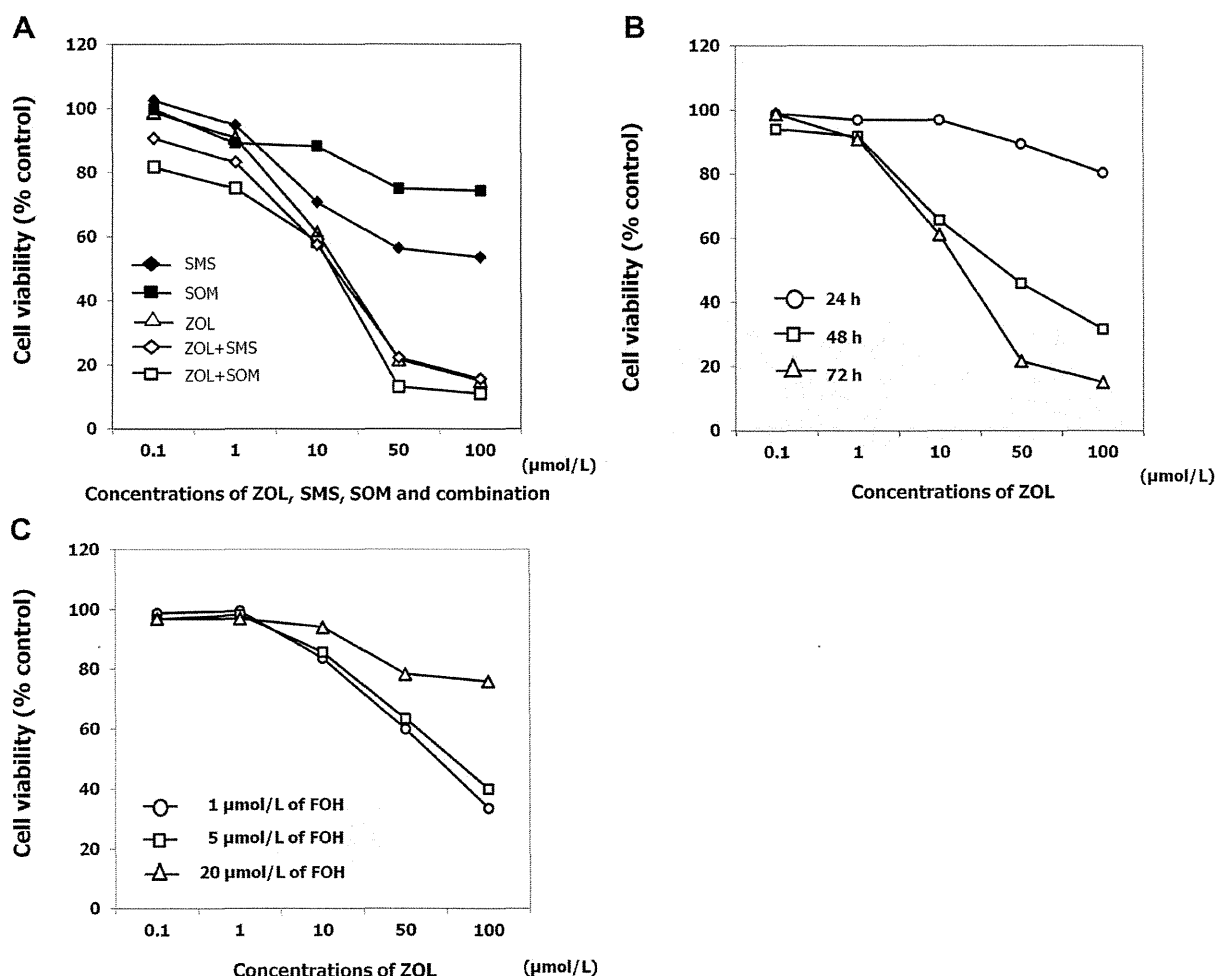 A
120
100
80
60
40
20
0
Cell viability (% control)
SMS
SOM
ZOL
ZOL+SMS
ZOL+SOM
0.1 1 10 50 100
(µmol/L)
Concentrations of ZOL, SMS, SOM and combination
B
120
100
80
60
40
20
0
Cell viability (% control)
24 h
48 h
72 h
0.1 1 10 50 100
(µmol/L)
Concentrations of ZOL
C
120
100
80
60
40
20
0
Cell viability (% control)
1 µmol/L of FOH
5 µmol/L of FOH
20 µmol/L of FOH
0.1 1 10 50 100
Concentrations of ZOL (µmol/L)